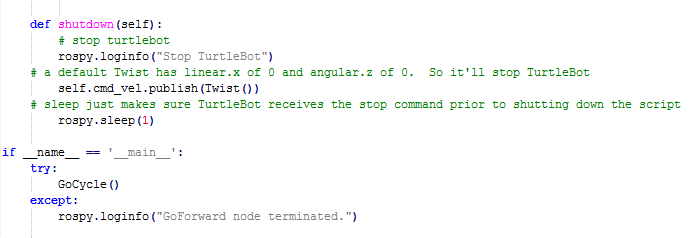 def shutdown(self):
# stop turtlebot
rospy.loginfo("Stop TurtleBot")
# a default Twist has linear.x of 0 and angular.z of 0.  So it'll stop TurtleBot
self.cmd_vel.publish(Twist())
# sleep just makes sure TurtleBot receives the stop command prior to shutting down the script
rospy.sleep(1)
if __name__ == '__main__':
try:
GoCycle()
except:
rospy.loginfo("GoForward node terminated.")